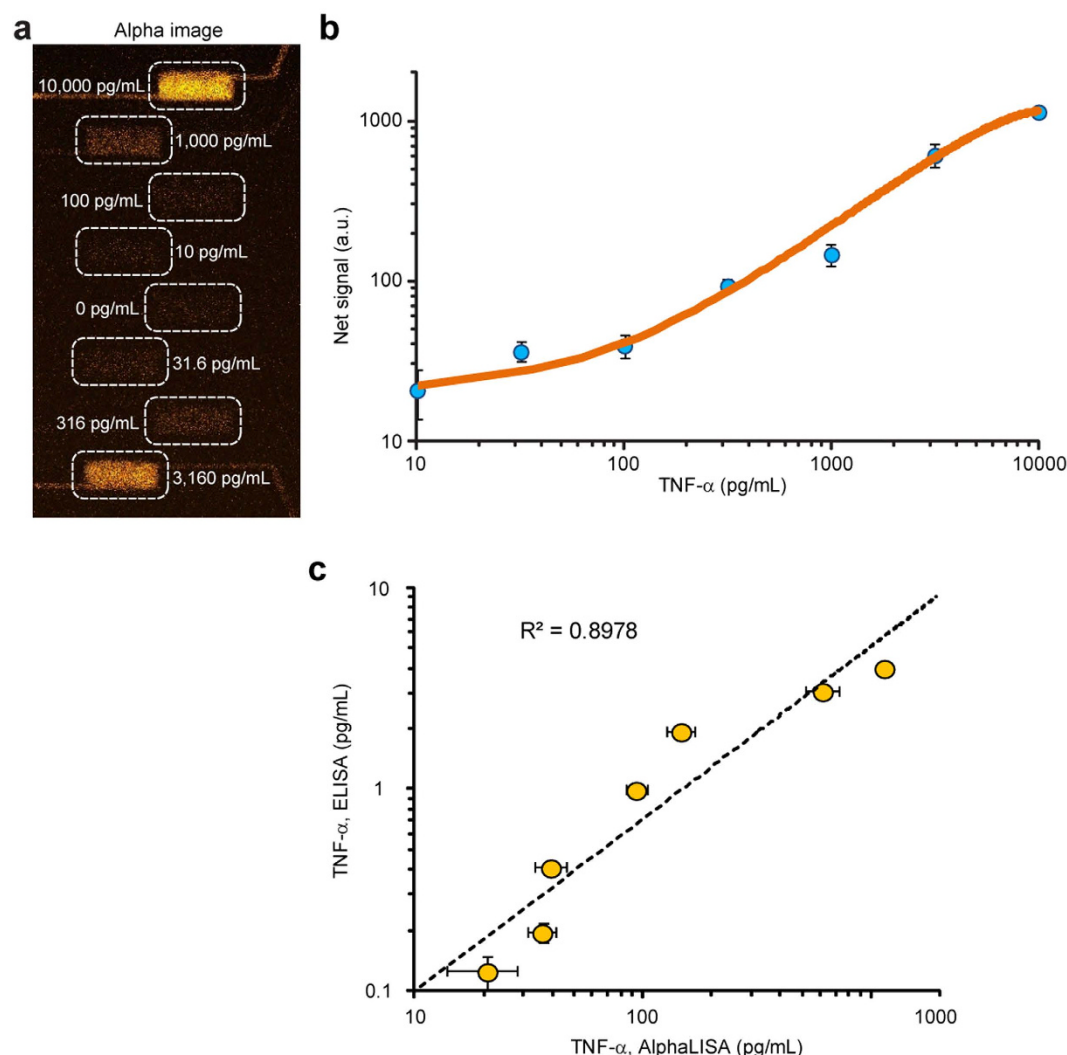 a
Alpha image
10,000 pg/mL
1,000 pg/mL
100 pg/mL
10 pg/mL
0 pg/mL
31.6 pg/mL
316 pg/mL
3,160 pg/mL
b
Net signal (a.u.)
1000
100
10
10
100
1000
10000
TNF-α (pg/mL)
c
R² = 0.8978
TNF-α, ELISA (pg/mL)
10
1
0.1
10
100
1000
TNF-α, AlphaLISA (pg/mL)